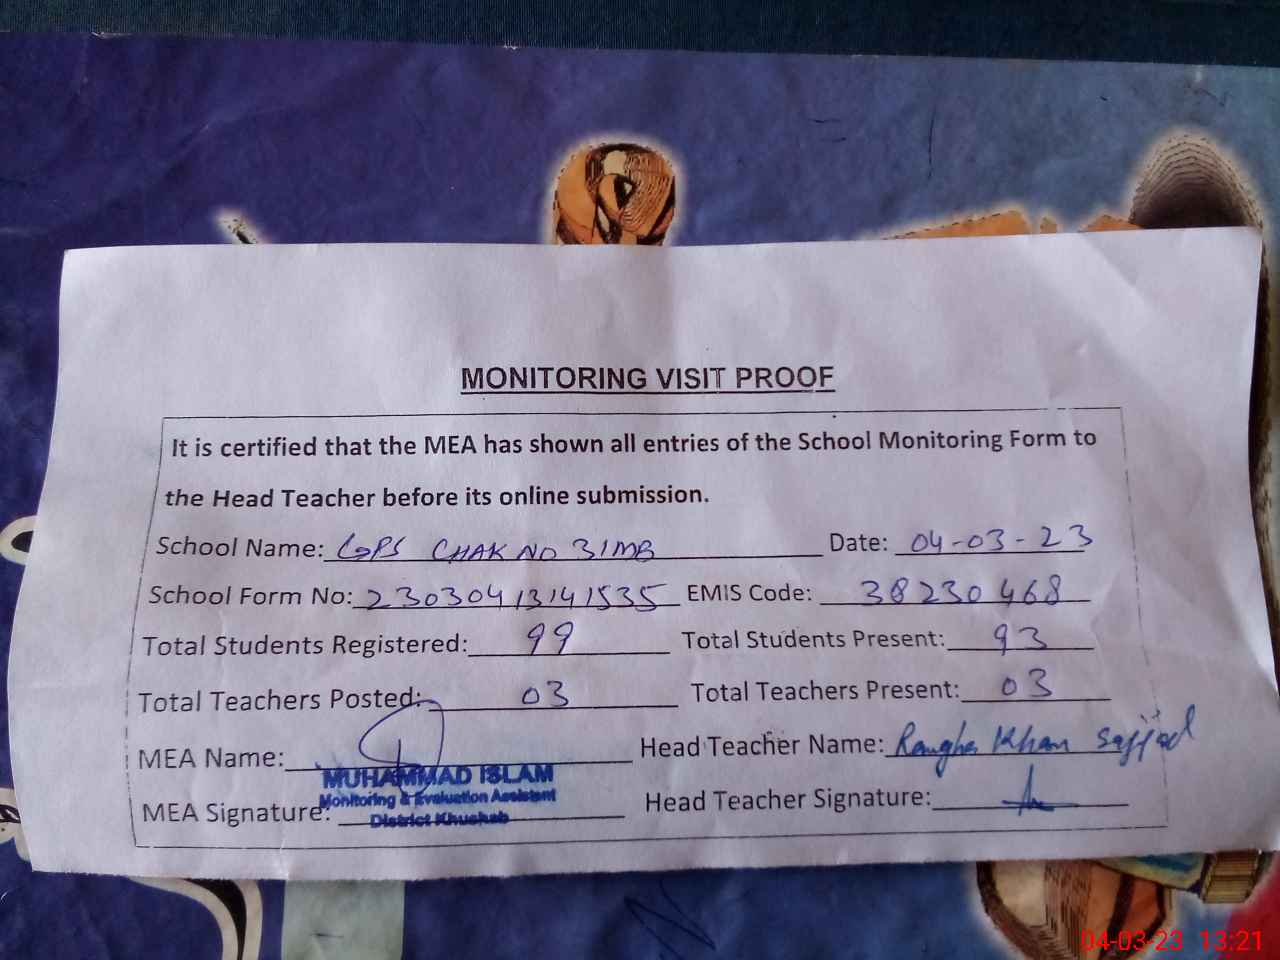 MONITORING VISIT PROOF
It is certified that the MEA has shown all entries of the School Monitoring Form to
the Head Teacher before its online submission.
School Name: GPS CHAK NO 31MB Date: 04-03-23
School Form No: 23030413141535 EMIS Code: 38230468
Total Students Registered: 99 Total Students Present: 93
Total Teachers Posted: 03 Total Teachers Present: 03
MEA Name: Head Teacher Name: Khan Sajjad
MUHAMMAD ISLAM
Monitoring & Evaluation Assistent
MEA Signature: Head Teacher Signature:
District Khushab
04-03-23 13:21